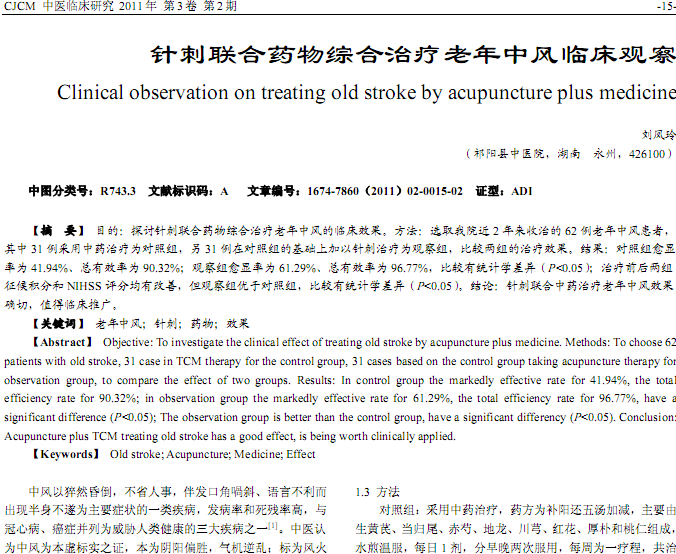 CJCM 中医临床研究 2011 年 第 3 卷 第 2 期 -15-
针刺联合药物综合治疗老年中风临床观察
Clinical observation on treating old stroke by acupuncture plus medicine
刘凤玲
（祁阳县中医院，湖南 永州，426100）
中图分类号：R743.3 文献标识码：A 文章编号：1674-7860（2011）02-0015-02 证型：ADI
【摘 要】目的：探讨针刺联合药物综合治疗老年中风的临床效果。方法：选取我院近 2 年来收治的 62 例老年中风患者，
其中 31 例采用中药治疗为对照组，另 31 例在对照组的基础上加以针刺治疗为观察组，比较两组的治疗效果。结果：对照组愈显
率为 41.94%、总有效率为 90.32%；观察组愈显率为 61.29%、总有效率为 96.77%，比较有统计学差异（P<0.05）；治疗前后两组
征候积分和 NIHSS 评分均有改善，但观察组优于对照组，比较有统计学差异（P<0.05）。结论：针刺联合中药治疗老年中风效果
确切，值得临床推广。
【关键词】老年中风；针刺；药物；效果
【Abstract】 Objective: To investigate the clinical effect of treating old stroke by acupuncture plus medicine. Methods: To choose 62
patients with old stroke, 31 case in TCM therapy for the control group, 31 cases based on the control group taking acupuncture therapy for
observation group, to compare the effect of two groups. Results: In control group the markedly effective rate for 41.94%, the total
efficiency rate for 90.32%; in observation group the markedly effective rate for 61.29%, the total efficiency rate for 96.77%, have a
significant difference (P<0.05); The observation group is better than the control group, have a significant differency (P<0.05). Conclusion:
Acupuncture plus TCM treating old stroke has a good effect, is being worth clinically applied.
【Keywords】 Old stroke; Acupuncture; Medicine; Effect
中风以猝然昏倒，不省人事，伴发口角喎斜、语言不利而
出现半身不遂为主要症状的一类疾病，发病率和死残率高，与
冠心病、癌症并列为威胁人类健康的三大疾病之一[1]。中医认
为中风为本虚标实之证，本为阴阳偏胜，气机逆乱；标为风火
1.3 方法
对照组：采用中药治疗，药方为补阳还五汤加减，主要由
生黄芪、当归尾、赤芍、地龙、川芎、红花、厚朴和桃仁组成，
水煎温服，每日 1 剂，分早晚两次服用，每周为一疗程，共治